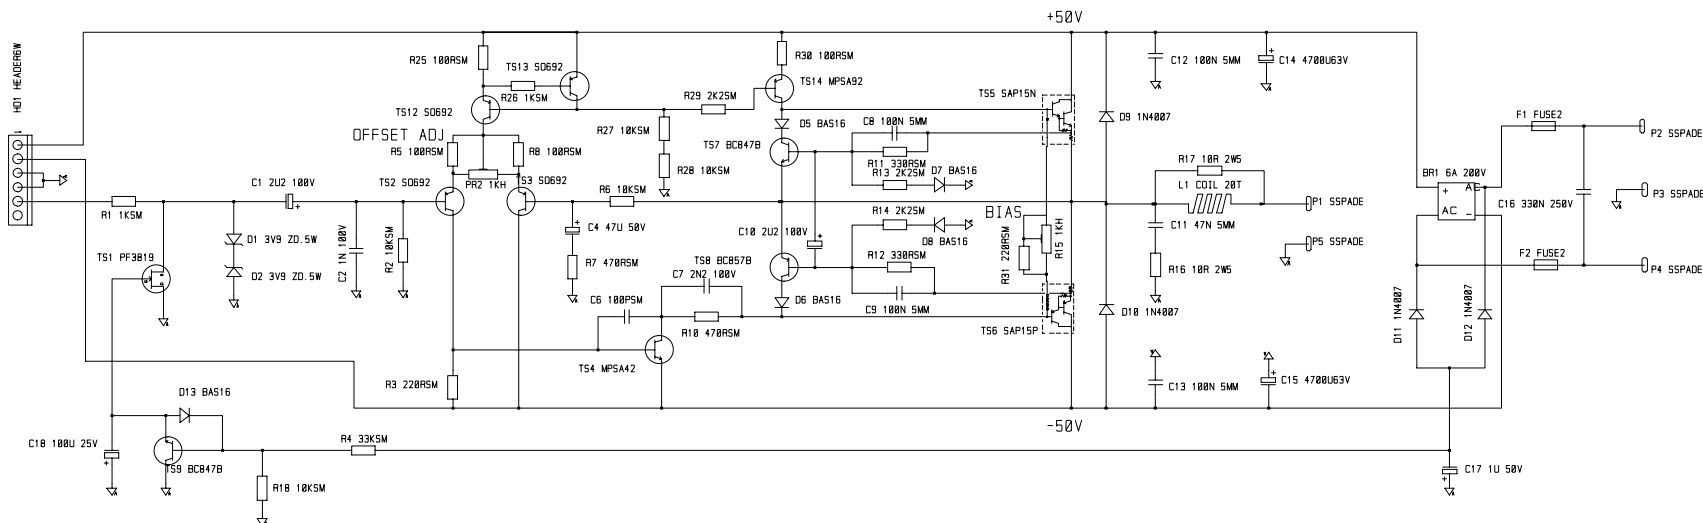 +50V
HD1 HEADER6W
1
R25 100RSM
TS13 SO692
R30 100RSM
TS14 MPSA92
C12 100N 5MM
C14 4700U63V
R26 1KSM
R29 2K2SM
TS5 SAP15N
TS12 SO692
OFFSET ADJ
D5 BAS16
C8 100N 5MM
D9 1N4007
F1 FUSE2
R27 10KSM
P2 SSPADE
R5 100RSM
R8 100RSM
TS7 BC847B
R11 330RSM
R17 10R 2W5
R28 10KSM
R13 2K2SM
D7 BAS16
BR1 6A 200V
PR2 1KH
L1 COIL 20T
C1 2U2 100V
TS2 SO692
TS3 SO692
R6 10KSM
+
AC
P3 SSPADE
R1 1KSM
R14 2K2SM
BIAS
P1 SSPADE
AC
-
C16 330N 250V
D1 3V9 ZD.5W
C4 47U 50V
C10 2U2 100V
D8 BAS16
C11 47N 5MM
TS1 PF3819
C2 1N 100V
R2 10KSM
R7 470RSM
TS8 BC857B
R12 330RSM
R31 220RSM
R15 1KH
P5 SSPADE
F2 FUSE2
D2 3V9 ZD.5W
C7 2N2 100V
R16 10R 2W5
P4 SSPADE
C6 100PSM
D6 BAS16
C9 100N 5MM
D10 1N4007
D11 1N4007
D12 1N4007
R10 470RSM
TS6 SAP15P
TS4 MPSA42
R3 220RSM
C13 100N 5MM
C15 4700U63V
D13 BAS16
-50V
C18 100U 25V
R4 33KSM
TS9 BC847B
C17 1U 50V
R18 10KSM